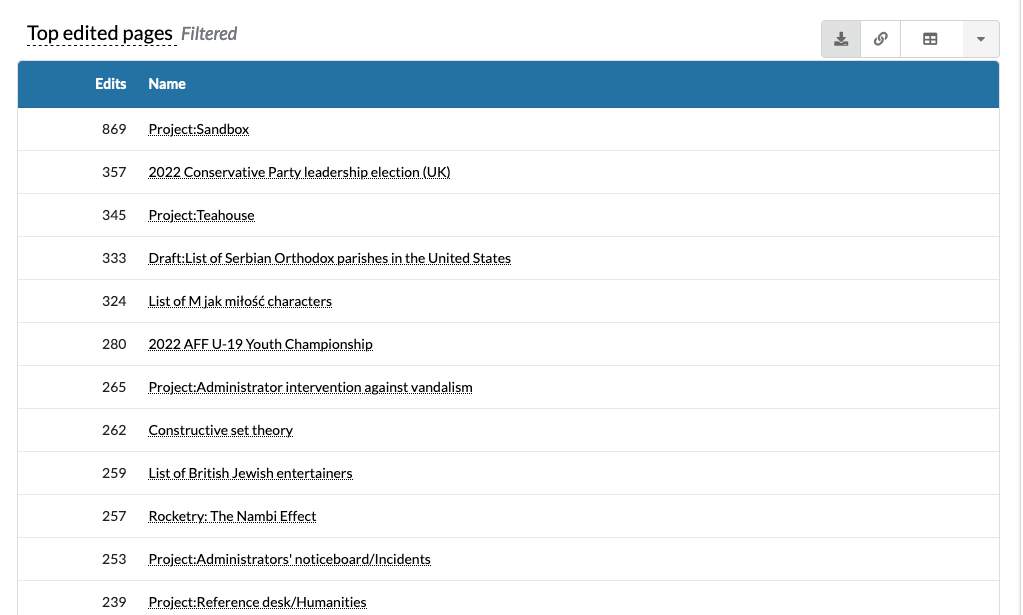 Top edited pages Filtered
Edits Name
869 Project:Sandbox
357 2022 Conservative Party leadership election (UK)
345 Project:Teahouse
333 Draft:List of Serbian Orthodox parishes in the United States
324 List of M jak miłość characters
280 2022 AFF U-19 Youth Championship
265 Project:Administrator intervention against vandalism
262 Constructive set theory
259 List of British Jewish entertainers
257 Rocketry: The Nambi Effect
253 Project:Administrators' noticeboard/Incidents
239 Project:Reference desk/Humanities